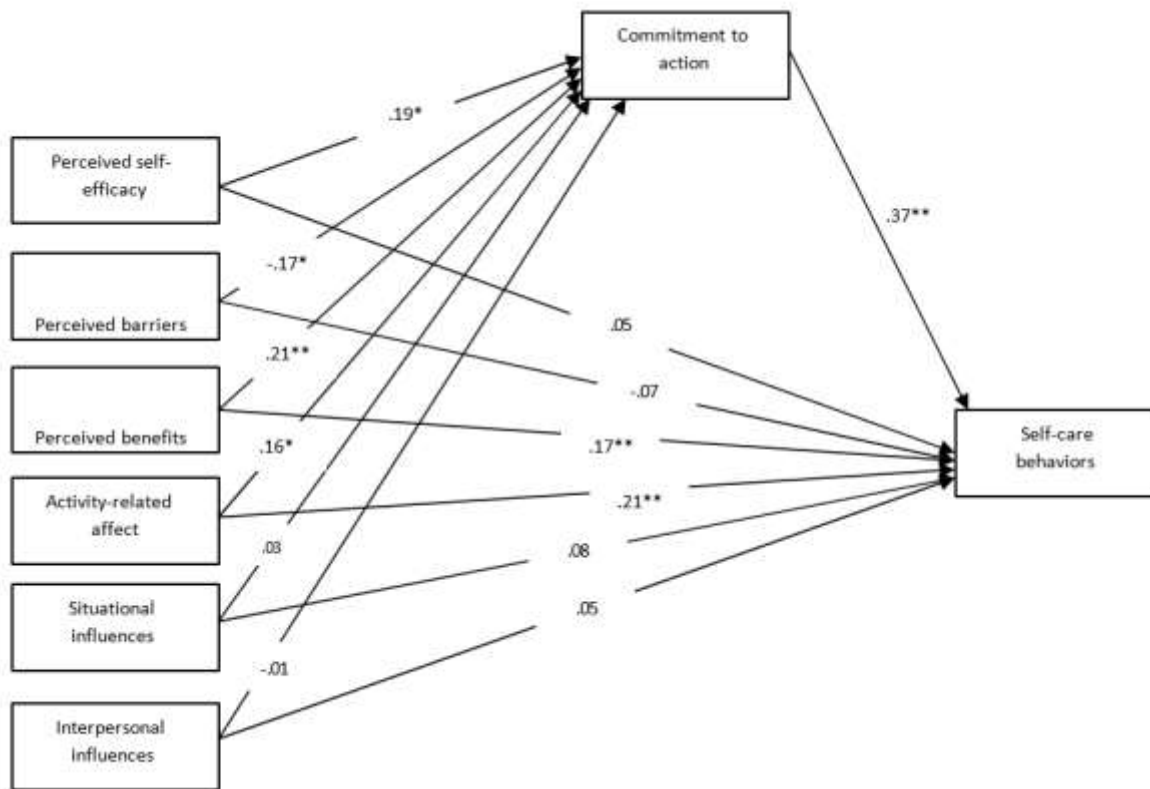 Commitment to
action
.19*
Perceived self-
efficacy
.37**
-.17*
Perceived barriers
.05
.21**
-.07
Perceived benefits
.16*
.17**
Self-care
behaviors
Activity-related
affect
.21**
.03
.08
Situational
influences
.05
-.01
Interpersonal
influences